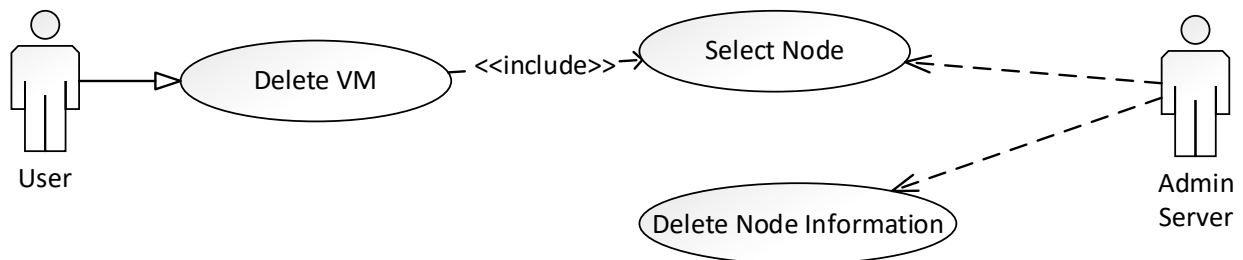 Delete VM
<<include>>
Select Node
User
Delete Node Information
Admin
Server